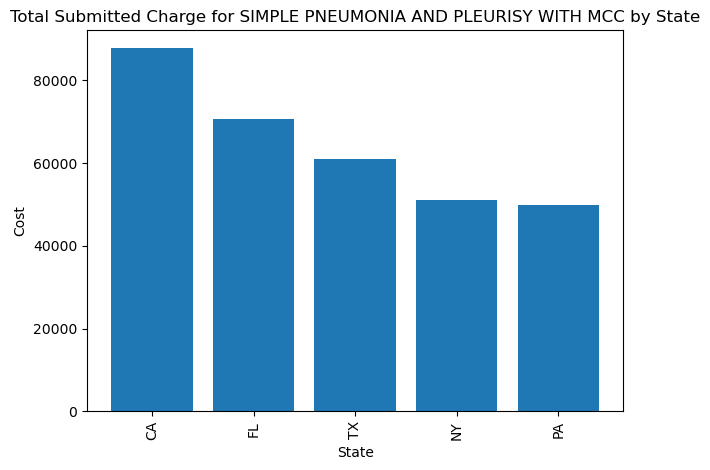 Total Submitted Charge for SIMPLE PNEUMONIA AND PLEURISY WITH MCC by State
80000
60000
40000
20000
0
Cost
CA
FL
TX
NY
PA
State